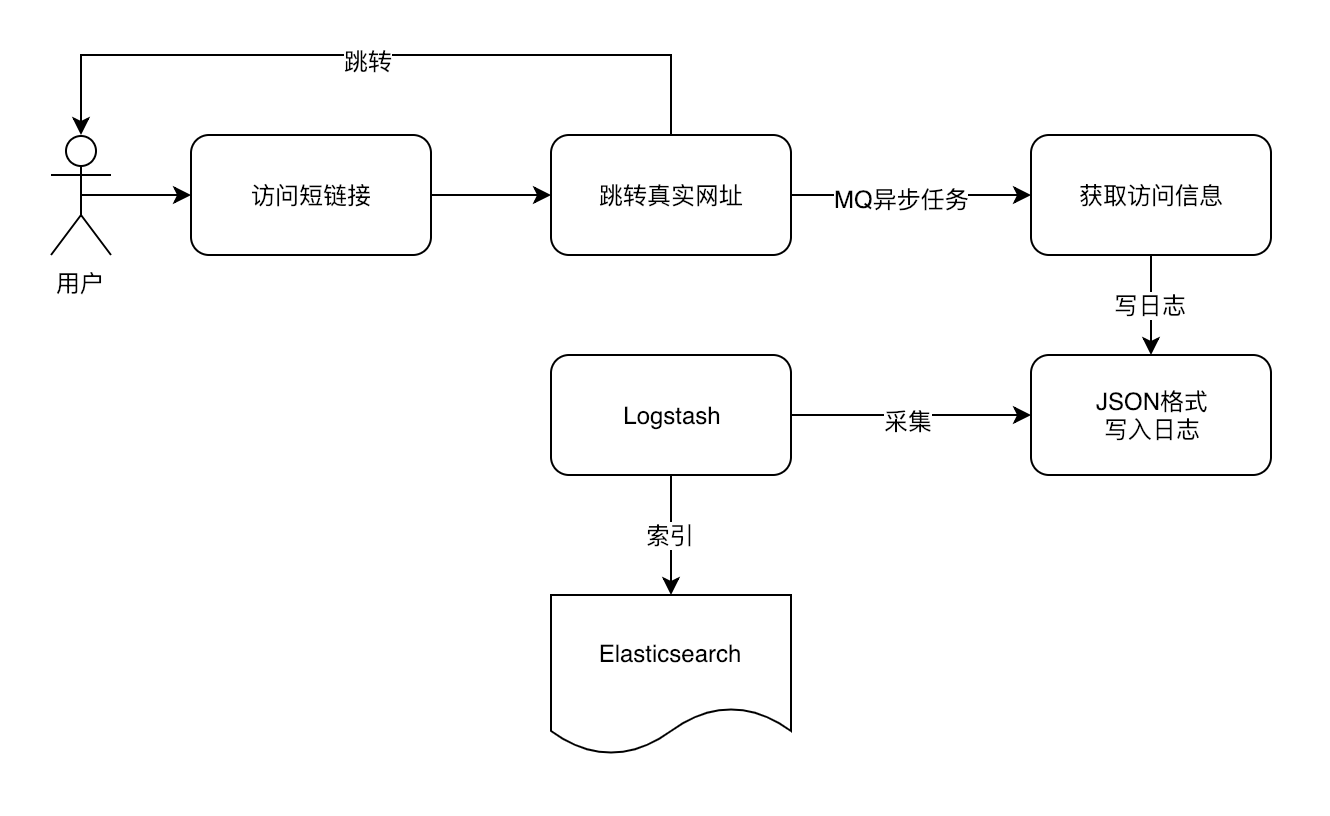 跳转
访问短链接
跳转真实网址
MQ异步任务
获取访问信息
用户
写日志
Logstash
采集
JSON格式
写入日志
索引
Elasticsearch